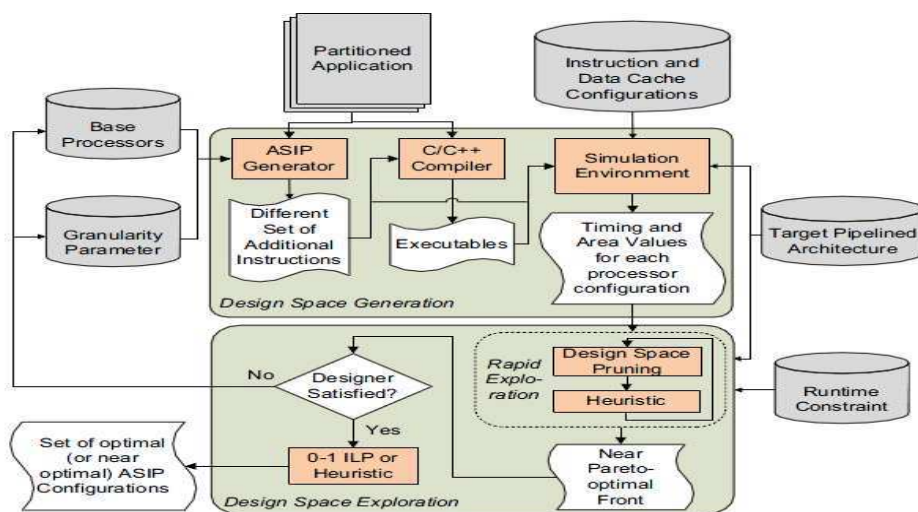 Partitioned
Application
Instruction and
Data Cache
Configurations
Base
Processors
ASIP
Generator
C/C++
Compiler
Simulation
Environment
Granularity
Parameter
Different
Set of
Additional
Instructions
Executables
Timing and
Area Values
for each
processor
configuration
Target Pipelined
Architecture
Design Space Generation
Rapid
Explo-
ration
Design Space
Pruning
Heuristic
No
Designer
Satisfied?
Runtime
Constraint
Yes
Set of optimal
(or near
optimal) ASIP
Configurations
0-1 ILP or
Heuristic
Near
Pareto-
optimal
Front
Design Space Exploration